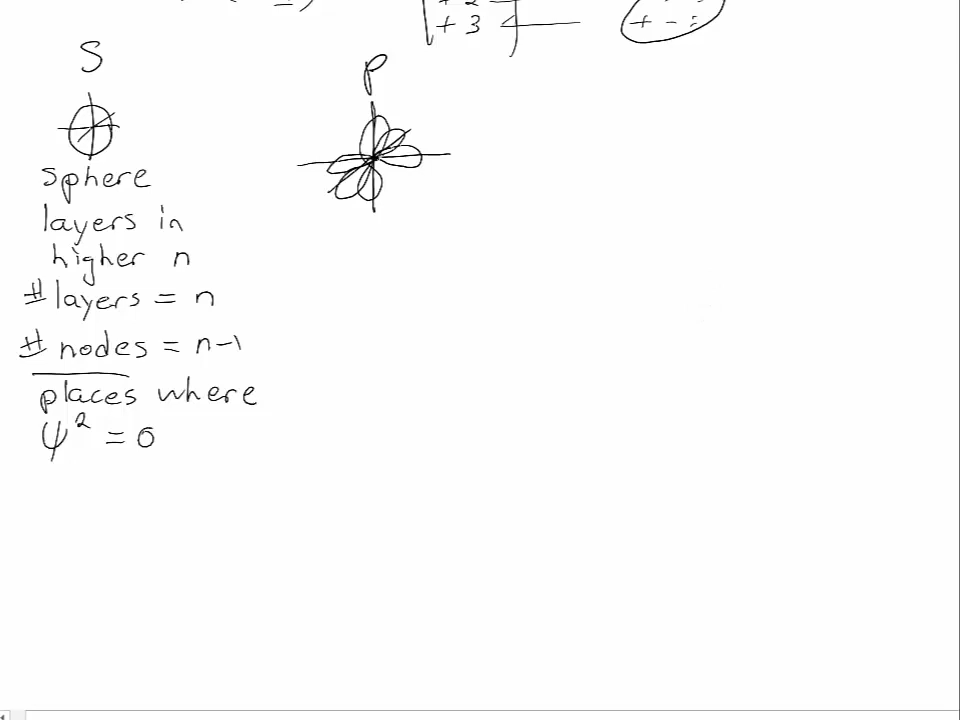 + 3
+ -
S
P
sphere
layers in
higher n
# layers = n
# nodes = n-1
places where
ψ² = 0